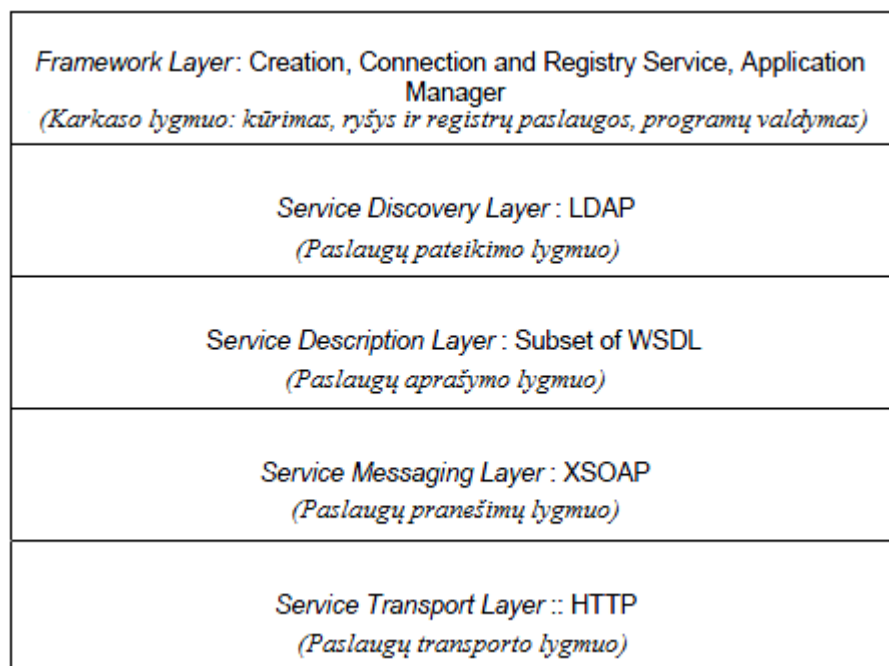 Framework Layer: Creation, Connection and Registry Service, Application
Manager
(Karkaso lygmuo: kūrimas, ryšys ir registrų paslaugos, programų valdymas)
Service Discovery Layer : LDAP
(Paslaugų pateikimo lygmuo)
Service Description Layer : Subset of WSDL
(Paslaugų aprašymo lygmuo)
Service Messaging Layer : XSOAP
(Paslaugų pranešimų lygmuo)
Service Transport Layer :: HTTP
(Paslaugų transporto lygmuo)